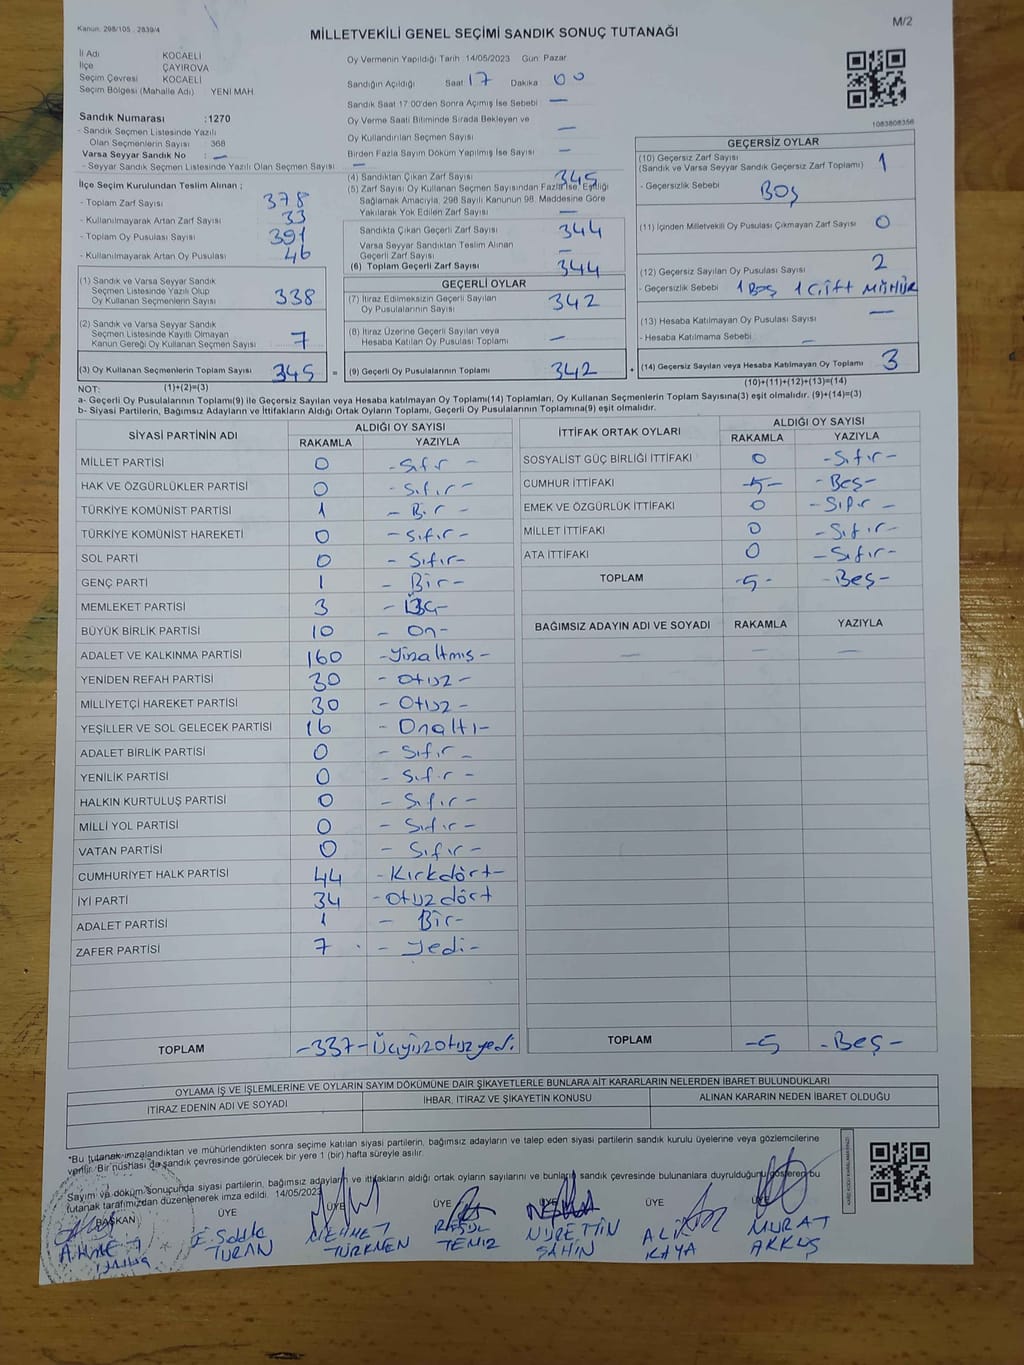 Kanun: 298/105 , 2839/4
M/2
MİLLETVEKİLİ GENEL SEÇİMİ SANDIK SONUÇ TUTANAĞI
İl Adı KOCAELİ
İlçe ÇAYIROVA
Seçim Çevresi KOCAELİ
Seçim Bölgesi (Mahalle Adı) YENİ MAH.
Sandık Numarası :1270
- Sandık Seçmen Listesinde Yazılı
Olan Seçmenlerin Sayısı : 368
Varsa Seyyar Sandık No : —
- Seyyar Sandık Seçmen Listesinde Yazılı Olan Seçmen Sayısı : —
İlçe Seçim Kurulundan Teslim Alınan ;
- Toplam Zarf Sayısı 378
- Kullanılmayarak Artan Zarf Sayısı 33
- Toplam Oy Pusulası Sayısı 391
- Kullanılmayarak Artan Oy Pusulası 46
(1) Sandık ve Varsa Seyyar Sandık
Seçmen Listesinde Yazılı Olup
Oy Kullanan Seçmenlerin Sayısı 338
(2) Sandık ve Varsa Seyyar Sandık
Seçmen Listesinde Kayıtlı Olmayan
Kanun Gereği Oy Kullanan Seçmen Sayısı 7
(3) Oy Kullanan Seçmenlerin Toplam Sayısı 345 =
Oy Vermenin Yapıldığı Tarih 14/05/2023 Gün: Pazar
Sandığın Açıldığı Saat 17 Dakika 00
Sandık Saat 17:00'den Sonra Açmış İse Sebebi —
Oy Verme Saati Bitiminde Sırada Bekleyen ve
Oy Kullandırılan Seçmen Sayısı —
Birden Fazla Sayım Döküm Yapılmış İse Sayısı —
(4) Sandıktan Çıkan Zarf Sayısı 345
(5) Zarf Sayısı Oy Kullanan Seçmen Sayısından Fazla İse, Eşitliği
Sağlamak Amacıyla, 298 Sayılı Kanunun 98. Maddesine Göre
Yakılarak Yok Edilen Zarf Sayısı —
Sandıkta Çıkan Geçerli Zarf Sayısı 344
Varsa Seyyar Sandıktan Teslim Alınan
Geçerli Zarf Sayısı —
(6) Toplam Geçerli Zarf Sayısı 344
GEÇERLİ OYLAR
(7) İtiraz Edilmeksizin Geçerli Sayılan
Oy Pusulalarının Sayısı 342
(8) İtiraz Üzerine Geçerli Sayılan veya
Hesaba Katılan Oy Pusulası Toplamı —
(9) Geçerli Oy Pusulalarının Toplamı 342 +
1083808356
GEÇERSİZ OYLAR
(10) Geçersiz Zarf Sayısı
(Sandık ve Varsa Seyyar Sandık Geçersiz Zarf Toplamı) 1
- Geçersizlik Sebebi BOŞ
(11) İçinden Milletvekili Oy Pusulası Çıkmayan Zarf Sayısı 0
(12) Geçersiz Sayılan Oy Pusulası Sayısı 2
- Geçersizlik Sebebi 1 Boş 1 Çift MÜHÜR
(13) Hesaba Katılmayan Oy Pusulası Sayısı —
- Hesaba Katılmama Sebebi —
(14) Geçersiz Sayılan veya Hesaba Katılmayan Oy Toplamı 3
NOT: (1)+(2)=(3) (10)+(11)+(12)+(13)=(14)
a- Geçerli Oy Pusulalarının Toplamı(9) ile Geçersiz Sayılan veya Hesaba Katılmayan Oy Toplamı(14) Toplamları, Oy Kullanan Seçmenlerin Toplam Sayısına(3) eşit olmalıdır. (9)+(14)=(3)
b- Siyasi Partilerin, Bağımsız Adayların ve İttifakların Aldığı Ortak Oyların Toplamı, Geçerli Oy Pusulalarının Toplamına(9) eşit olmalıdır.
SİYASİ PARTİNİN ADI ALDIĞI OY SAYISI
RAKAMLA YAZIYLA
MİLLET PARTİSİ 0 - Sıfır -
HAK VE ÖZGÜRLÜKLER PARTİSİ 0 - Sıfır -
TÜRKİYE KOMÜNİST PARTİSİ 1 - Bir -
TÜRKİYE KOMÜNİST HAREKETİ 0 - Sıfır -
SOL PARTİ 0 - Sıfır -
GENÇ PARTİ 1 - Bir -
MEMLEKET PARTİSİ 3 - Üç -
BÜYÜK BİRLİK PARTİSİ 10 - On -
ADALET VE KALKINMA PARTİSİ 160 - Yüzaltmış -
YENİDEN REFAH PARTİSİ 30 - Otuz -
MİLLİYETÇİ HAREKET PARTİSİ 30 - Otuz -
YEŞİLLER VE SOL GELECEK PARTİSİ 16 - Onaltı -
ADALET BİRLİK PARTİSİ 0 - Sıfır -
YENİLİK PARTİSİ 0 - Sıfır -
HALKIN KURTULUŞ PARTİSİ 0 - Sıfır -
MİLLİ YOL PARTİSİ 0 - Sıfır -
VATAN PARTİSİ 0 - Sıfır -
CUMHURİYET HALK PARTİSİ 44 - Kırkdört -
İYİ PARTİ 34 - Otuzdört
ADALET PARTİSİ 1 - Bir -
ZAFER PARTİSİ 7 - Yedi -
TOPLAM - 337 - Üçyüzotuzyedi
İTTİFAK ORTAK OYLARI ALDIĞI OY SAYISI
RAKAMLA YAZIYLA
SOSYALİST GÜÇ BİRLİĞİ İTTİFAKI 0 - Sıfır -
CUMHUR İTTİFAKI - 5 - - Beş -
EMEK VE ÖZGÜRLÜK İTTİFAKI 0 - Sıfır -
MİLLET İTTİFAKI 0 - Sıfır -
ATA İTTİFAKI 0 - Sıfır -
TOPLAM - 5 - - Beş -
BAĞIMSIZ ADAYIN ADI VE SOYADI RAKAMLA YAZIYLA
— — —
TOPLAM - 5 - Beş -
OYLAMA İŞ VE İŞLEMLERİNE VE OYLARIN SAYIM DÖKÜMÜNE DAİR ŞİKAYETLERLE BUNLARA AİT KARARLARIN NELERDEN İBARET BULUNDUKLARI
İTİRAZ EDENİN ADI VE SOYADI İHBAR, İTİRAZ VE ŞİKAYETİN KONUSU ALINAN KARARIN NEDEN İBARET OLDUĞU
*Bu tutanak imzalandıktan ve mühürlendikten sonra seçime katılan siyasi partilerin, bağımsız adayların ve talep eden siyasi partilerin sandık kurulu üyelerine veya gözlemcilerine
verilir. Bir nüshası da sandık çevresinde görülecek bir yere 1 (bir) hafta süreyle asılır.
Sayım ve döküm sonucunda siyasi partilerin, bağımsız adayların ve ittifakların aldığı ortak oyların sayılarını ve bunların sandık çevresinde bulunanlara duyrulduğunu gösteren bu
tutanak tarafımızdan düzenlenerek imza edildi. 14/05/2023
BAŞKAN ÜYE ÜYE ÜYE ÜYE ÜYE ÜYE
TURAN
MEHMET TÜRKMEN
RESUL TEMİZ
NURETTİN ŞAHİN
ALİ KAYA
MURAT AKKUŞ